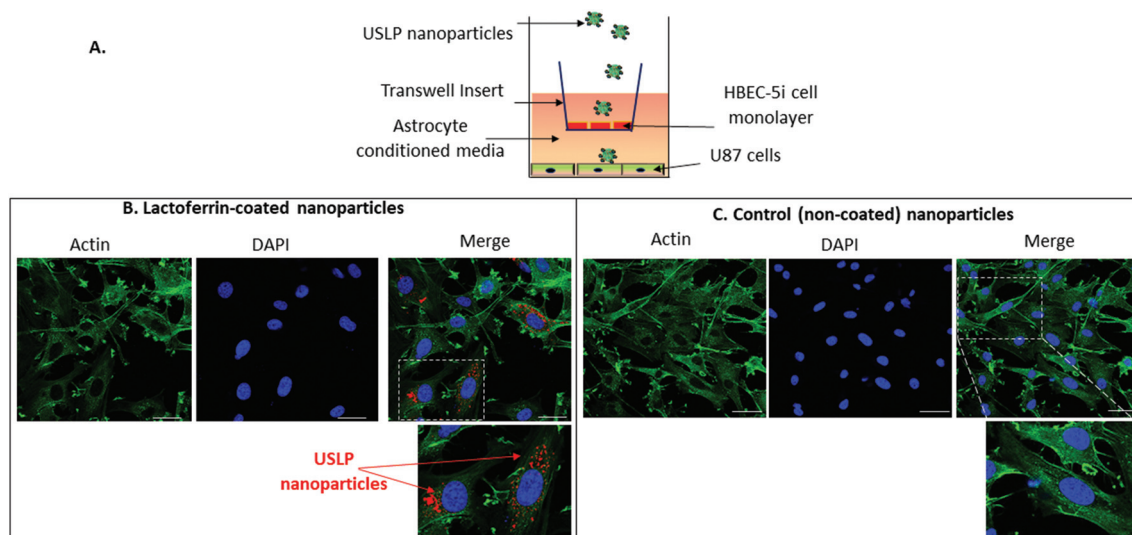 A.
USLP nanoparticles
Transwell Insert
Astrocyte
conditioned media
HBEC-5i cell
monolayer
U87 cells
B. Lactoferrin-coated nanoparticles
Actin
DAPI
Merge
USLP
nanoparticles
C. Control (non-coated) nanoparticles
Actin
DAPI
Merge